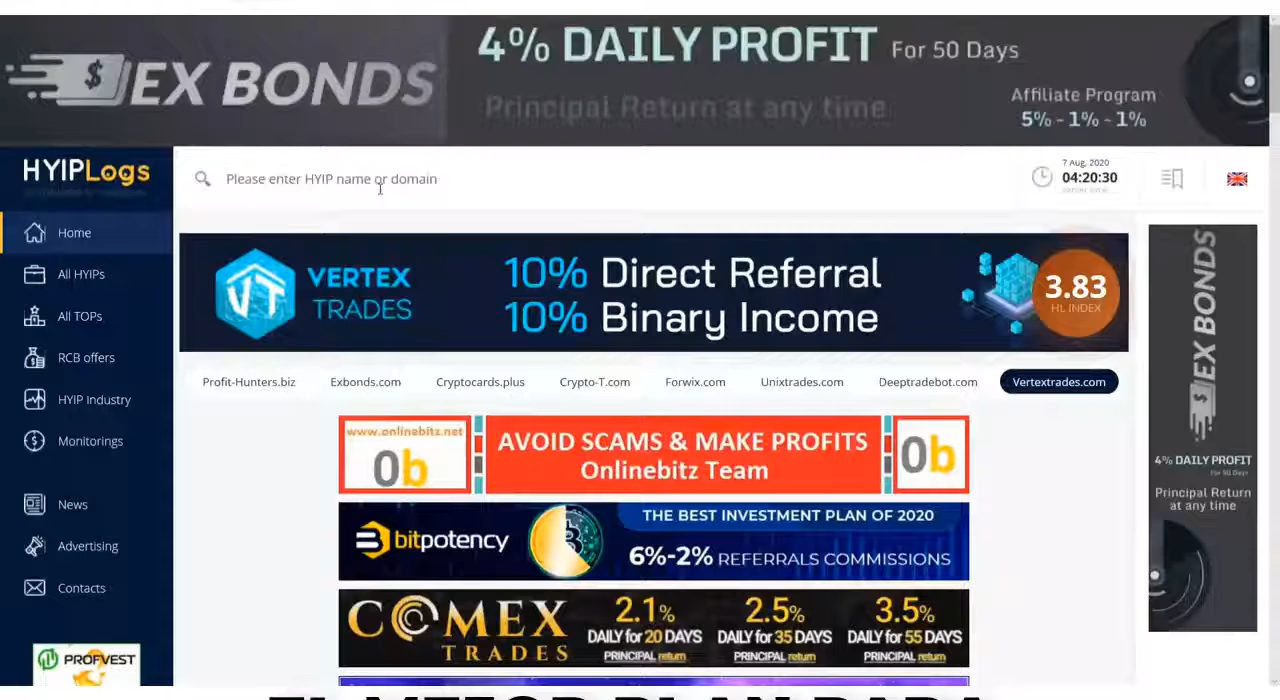 EX BONDS
4% DAILY PROFIT For 50 Days
Principal Return at any time
Affiliate Program
5% - 1% - 1%
HYIPLogs
Please enter HYIP name or domain
7 Aug, 2020
04:20:30
Home
All HYIPs
All TOPs
RCB offers
HYIP Industry
Monitorings
News
Advertising
Contacts
PROFVEST
VT
VERTEX
TRADES
10% Direct Referral
10% Binary Income
3.83
HL INDEX
Profit-Hunters.biz
Exbonds.com
Cryptocards.plus
Crypto-T.com
Forwix.com
Unixtrades.com
Deeptradebot.com
Vertextrades.com
www.onlinebitz.net
0b
AVOID SCAMS & MAKE PROFITS
Onlinebitz Team
0b
bitpotency
THE BEST INVESTMENT PLAN OF 2020
6%-2% REFERRALS COMMISSIONS
COMEX
TRADES
2.1%
DAILY for 20 DAYS
PRINCIPAL return
2.5%
DAILY for 35 DAYS
PRINCIPAL return
3.5%
DAILY for 55 DAYS
PRINCIPAL return
EX BONDS
4% DAILY PROFIT
For 50 Days
Principal Return
at any time